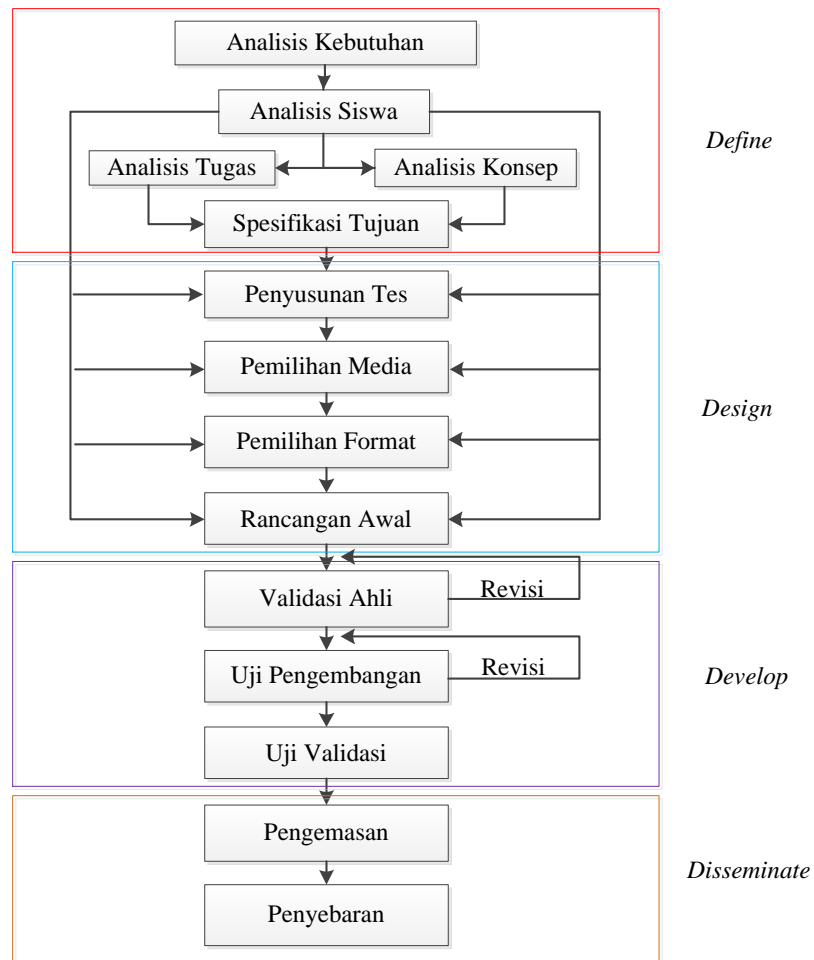 Analisis Kebutuhan
Analisis Siswa
Define
Analisis Tugas
Analisis Konsep
Spesifikasi Tujuan
Penyusunan Tes
Pemilihan Media
Design
Pemilihan Format
Rancangan Awal
Validasi Ahli
Revisi
Uji Pengembangan
Revisi
Develop
Uji Validasi
Pengemasan
Disseminate
Penyebaran